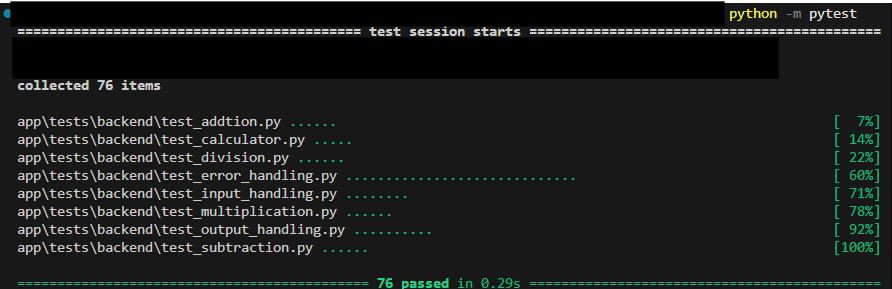 python -m pytest
=========================================== test session starts ============================================
collected 76 items
app\tests\backend\test_addtion.py ...... [  7%]
app\tests\backend\test_calculator.py ..... [ 14%]
app\tests\backend\test_division.py ...... [ 22%]
app\tests\backend\test_error_handling.py ............................. [ 60%]
app\tests\backend\test_input_handling.py ........ [ 71%]
app\tests\backend\test_multiplication.py ...... [ 78%]
app\tests\backend\test_output_handling.py .......... [ 92%]
app\tests\backend\test_subtraction.py ...... [100%]
============================================ 76 passed in 0.29s ============================================